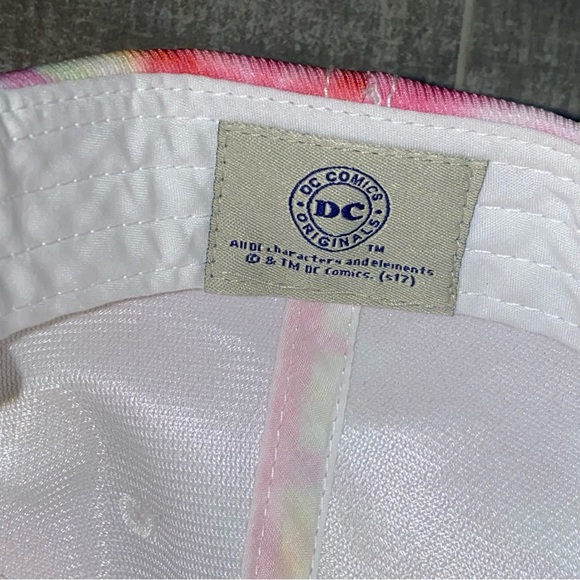 DC COMICS
DC
ORIGINALS
TM
All DC characters and elements
© & TM DC Comics. (s17)